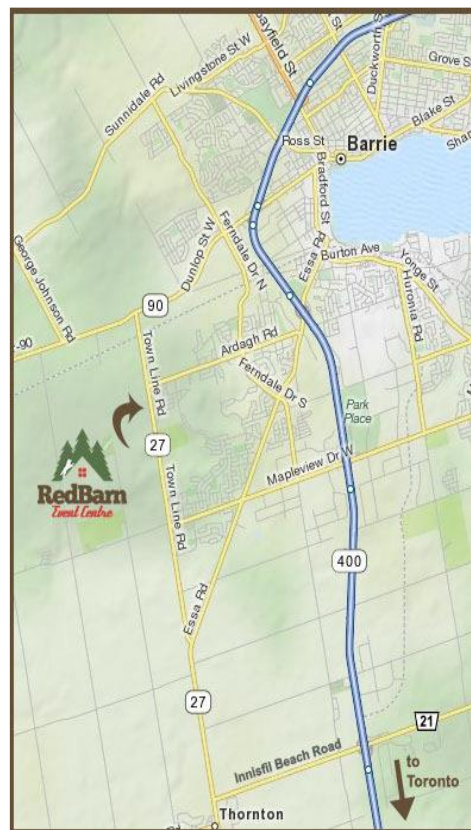 Bayfield St
St
Duckworth St
Livingstone St W
Grove St
Sunnidale Rd
Blake St
Ross St
Barrie
Bradford St
Ferndale Dr N
Dunlop St W
Essa Rd
Burton Ave
Yonge St
George Johnson Rd
Huronia Rd
90
-90
Ardagh Rd
Town Line Rd
Ferndale Dr S
Park
Place
27
RedBarn
Event Centre
Mapleview Dr W
Town Line Rd
400
Essa Rd
27
21
Innisfil Beach Road
to
Toronto
Thornton